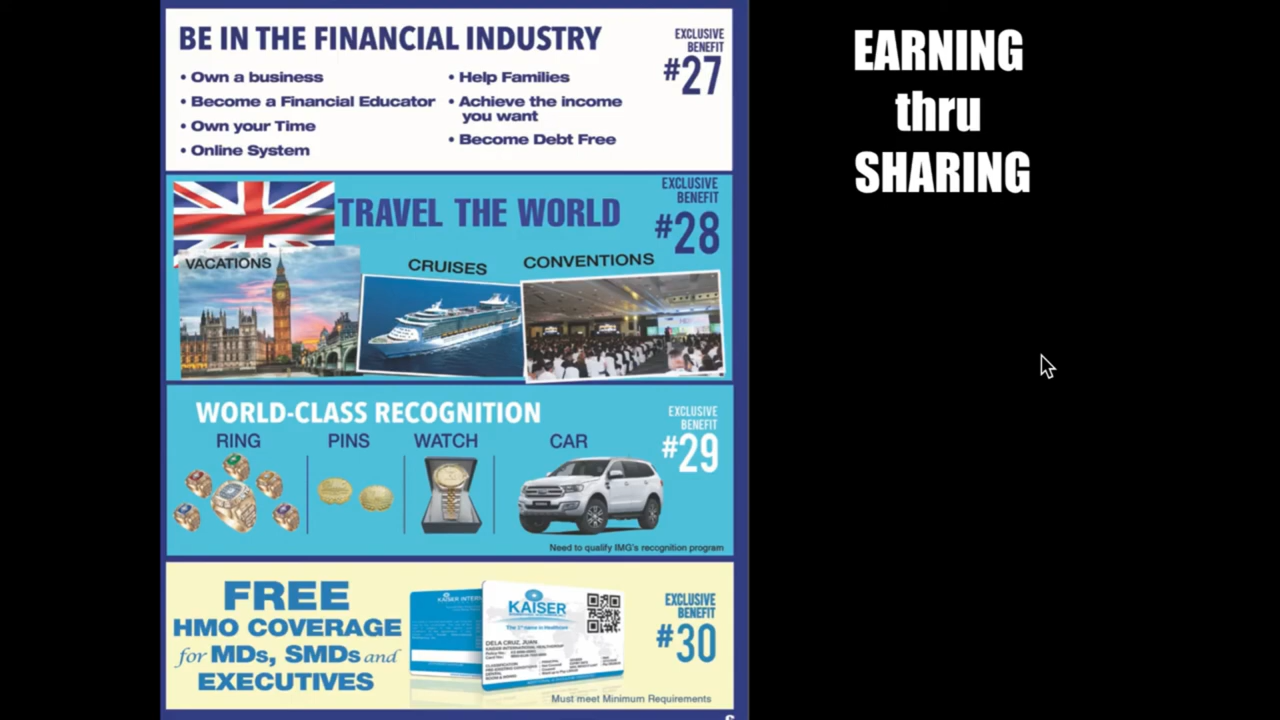 BE IN THE FINANCIAL INDUSTRY
EXCLUSIVE
BENEFIT
#27
• Own a business
• Become a Financial Educator
• Own your Time
• Online System
• Help Families
• Achieve the income
you want
• Become Debt Free
EARNING
thru
SHARING
TRAVEL THE WORLD
EXCLUSIVE
BENEFIT
#28
VACATIONS
CRUISES
CONVENTIONS
WORLD-CLASS RECOGNITION
EXCLUSIVE
BENEFIT
#29
RING
PINS
WATCH
CAR
Need to qualify IMG's recognition program
FREE
HMO COVERAGE
for MDs, SMDs and
EXECUTIVES
KAISER INTERN
KAISER
DELA CRUZ, JUAN
EXCLUSIVE
BENEFIT
#30
Must meet Minimum Requirements